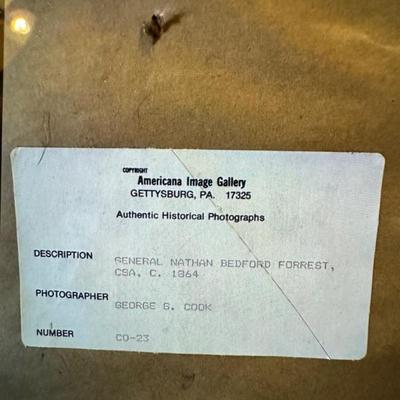 COPYRIGHT
Americana Image Gallery
GETTYSBURG, PA. 17325
Authentic Historical Photographs
DESCRIPTION GENERAL NATHAN BEDFORD FORREST,
CSA, C. 1864
PHOTOGRAPHER GEORGE S. COOK
NUMBER CO-23